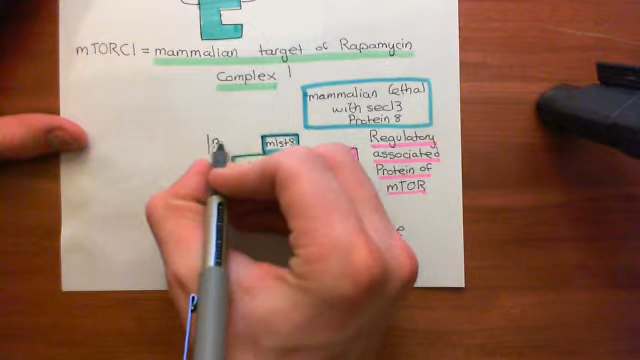 E
mTORC1 = mammalian target of Rapamycin
Complex 1
mammalian Lethal
with sec13
Protein 8
mlst8
Regulatory
associated
Protein of
mTOR